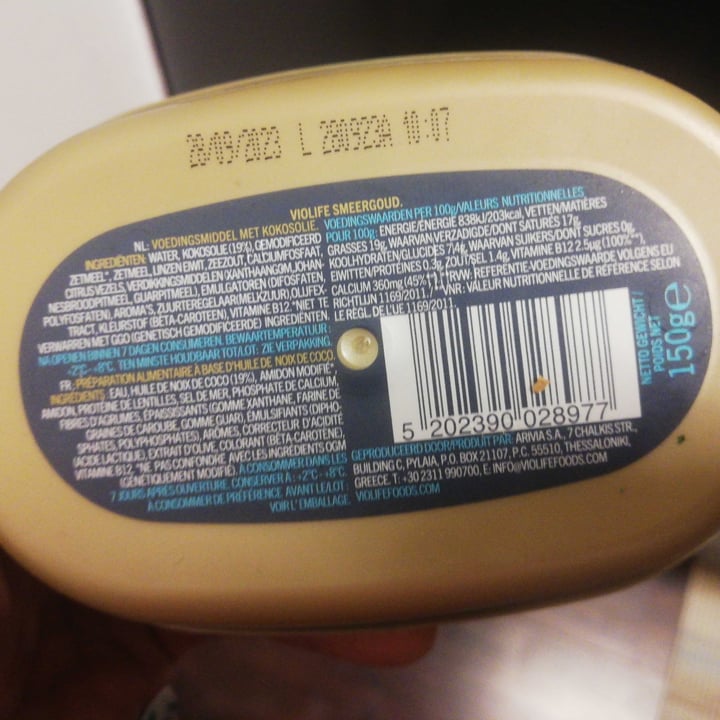 28/09/2023 L 280923A 10:07
VIOLIFE SMEERGOUD.
NL: VOEDINGSMIDDEL MET KOKOSOLIE.
INGREDIËNTEN: WATER, KOKOSOLIE (19%), GEMODIFICEERD
ZETMEEL*, ZETMEEL, LINZEN EIWIT, ZEEZOUT, CALCIUMFOSFAAT,
CITRUSVEZELS, VERDIKKINGSMIDDELEN (XANTHAANGOM, JOHAN-
NESBROODPITMEEL, GUARPITMEEL), EMULGATOREN (DIFOSFATEN,
POLYFOSFATEN), AROMA'S, ZUURTEREGELAAR (MELKZUUR), OLIJFEX-
TRACT, KLEURSTOF (BETA-CAROTEEN), VITAMINE B12. *NIET TE
VERWARREN MET GGO (GENETISCH GEMODIFICEERDE) INGREDIËNTEN.
NA OPENEN BINNEN 7 DAGEN CONSUMEREN. BEWAARTEMPERATUUR:
+2°C - +8°C. TEN MINSTE HOUDBAAR TOT/LOT: ZIE VERPAKKING.
FR: PRÉPARATION ALIMENTAIRE À BASE D'HUILE DE NOIX DE COCO.
INGRÉDIENTS: EAU, HUILE DE NOIX DE COCO (19%), AMIDON MODIFIÉ*,
AMIDON, PROTÉINE DE LENTILLES, SEL DE MER, PHOSPHATE DE CALCIUM,
FIBRES D'AGRUMES, ÉPAISSISSANTS (GOMME XANTHANE, FARINE DE
GRAINES DE CAROUBE, GOMME GUAR), ÉMULSIFIANTS (DIPHO-
SPHATES, POLYPHOSPHATES), ARÔMES, CORRECTEUR D'ACIDITÉ
(ACIDE LACTIQUE), EXTRAIT D'OLIVE, COLORANT (BÊTA-CAROTÈNE),
VITAMINE B12. *NE PAS CONFONDRE AVEC LES INGRÉDIENTS OGM
(GÉNÉTIQUEMENT MODIFIÉ). À CONSOMMER DANS LES
7 JOURS APRÈS OUVERTURE. CONSERVER À: +2°C - +8°C.
À CONSOMMER DE PRÉFÉRENCE AVANT LE/LOT:
VOIR L'EMBALLAGE.
VOEDINGSWAARDEN PER 100g/VALEURS NUTRITIONNELLES
POUR 100g: ENERGIE/ÉNERGIE 838kJ/203kcal, VETTEN/MATIÈRES
GRASSES 19g, WAARVAN VERZADIGDE/DONT SATURÉS 17g,
KOOLHYDRATEN/GLUCIDES 7,4g, WAARVAN SUIKERS/DONT SUCRES 0g,
EIWITTEN/PROTÉINES 0.3g, ZOUT/SEL 1.4g, VITAMINE B12 2.5µg (100%**),
CALCIUM 360mg (45%**). **RVW: REFERENTIE-VOEDINGSWAARDE VOLGENS EU
RICHTLIJN 1169/2011./**VNR: VALEUR NUTRITIONNELLE DE RÉFÉRENCE SELON
LE RÈGL. DE L'UE 1169/2011.
5 202390 028977
NETTO GEWICHT/
POIDS NET
150g e
GEPRODUCEERD DOOR/PRODUIT PAR: ARIVIA S.A., 7 CHALKIS STR.,
BUILDING C, PYLAIA, P.O. BOX 21107, P.C. 55510, THESSALONIKI,
GREECE. T: +30 2311 990700, E: INFO@VIOLIFEFOODS.COM
VIOLIFEFOODS.COM